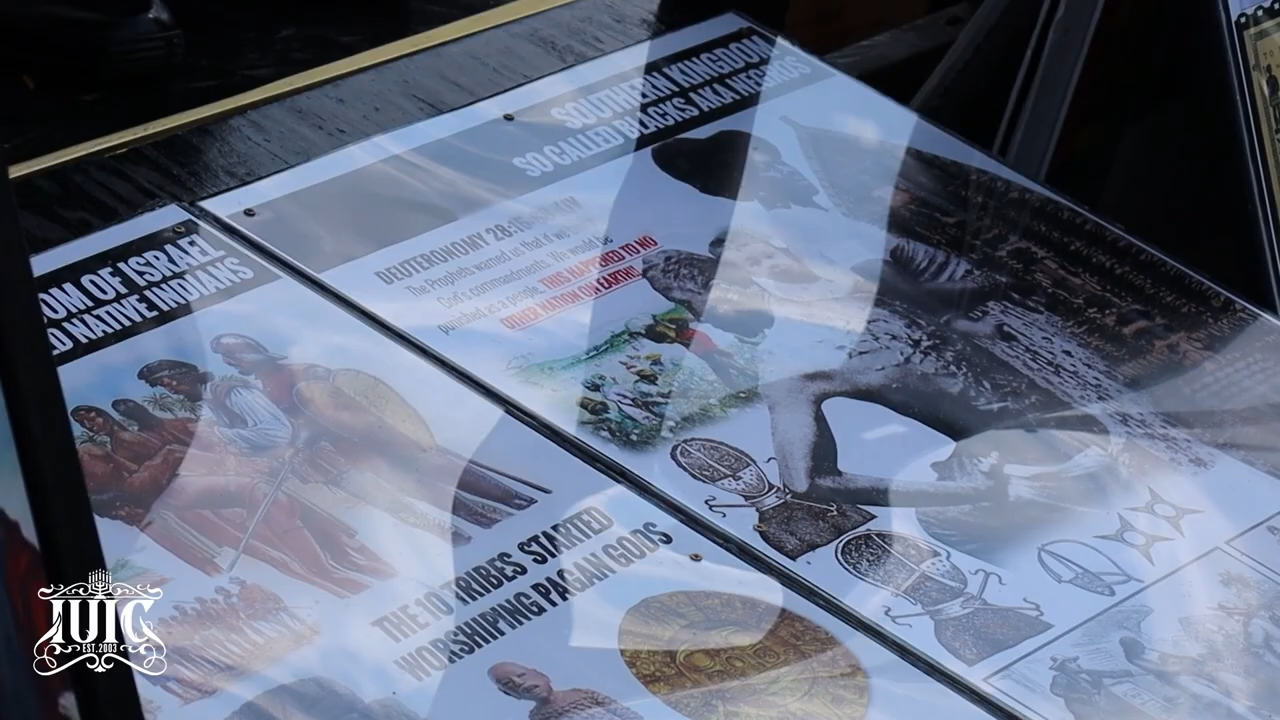 SOUTHERN KINGDOM
SO CALLED BLACKS AKA NEGROS
DEUTERONOMY 28:15
The Prophets warned us that if we
God's commandments. We would be
punished as a people. THIS HAPPENED TO NO
OTHER NATION ON EARTH!!
OM OF ISRAEL
D NATIVE INDIANS
THE 10 TRIBES STARTED
WORSHIPING PAGAN GODS
IUIC
EST. 2003